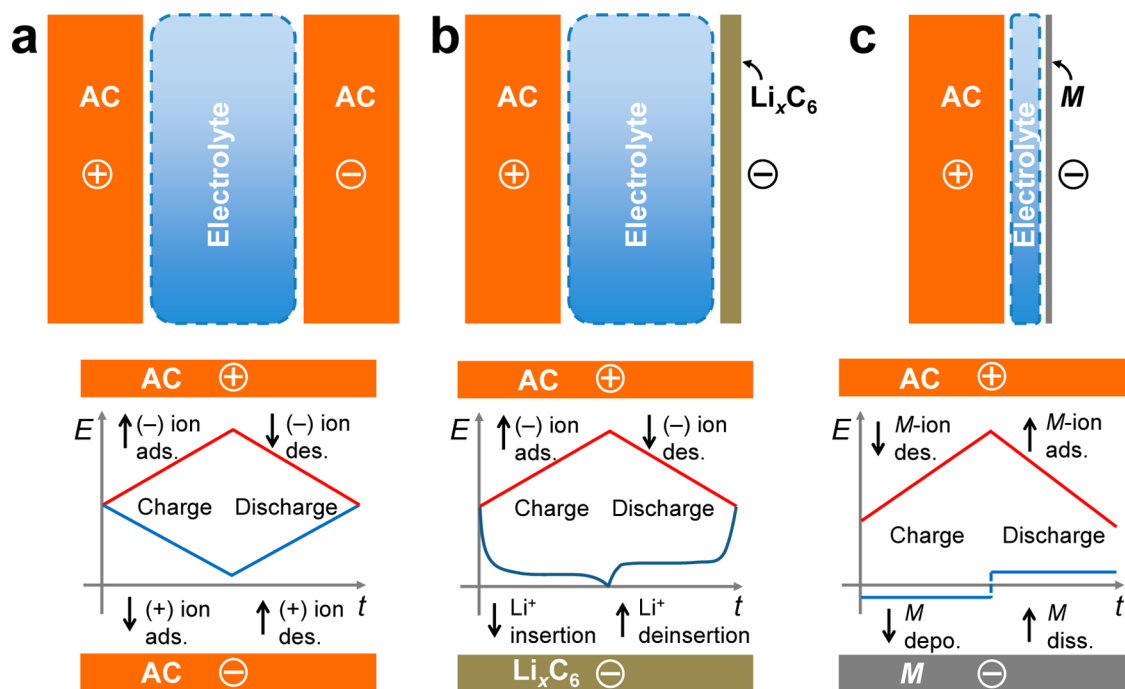 a
AC
⊕
Electrolyte
AC
⊖
b
AC
⊕
Electrolyte
LiₓC₆
⊖
c
AC
⊕
Electrolyte
M
⊖
AC ⊕
E
(–) ion
ads.
(–) ion
des.
Charge Discharge
t
(+) ion
ads.
(+) ion
des.
AC ⊖
AC ⊕
E
(–) ion
ads.
(–) ion
des.
Charge Discharge
t
Li⁺
insertion
Li⁺
deinsertion
LiₓC₆ ⊖
AC ⊕
E
M-ion
des.
M-ion
ads.
Charge Discharge
t
M
depo.
M
diss.
M ⊖